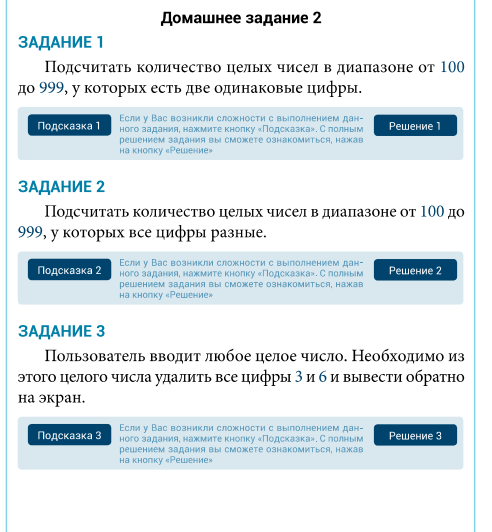 Домашнее задание 2
ЗАДАНИЕ 1
Подсчитать количество целых чисел в диапазоне от 100
до 999, у которых есть две одинаковые цифры.
Подсказка 1
Если у Вас возникли сложности с выполнением дан-
ного задания, нажмите кнопку «Подсказка». С полным
решением задания вы сможете ознакомиться, нажав
на кнопку «Решение»
Решение 1
ЗАДАНИЕ 2
Подсчитать количество целых чисел в диапазоне от 100 до
999, у которых все цифры разные.
Подсказка 2
Если у Вас возникли сложности с выполнением дан-
ного задания, нажмите кнопку «Подсказка». С полным
решением задания вы сможете ознакомиться, нажав
на кнопку «Решение»
Решение 2
ЗАДАНИЕ 3
Пользователь вводит любое целое число. Необходимо из
этого целого числа удалить все цифры 3 и 6 и вывести обратно
на экран.
Подсказка 3
Если у Вас возникли сложности с выполнением дан-
ного задания, нажмите кнопку «Подсказка». С полным
решением задания вы сможете ознакомиться, нажав
на кнопку «Решение»
Решение 3